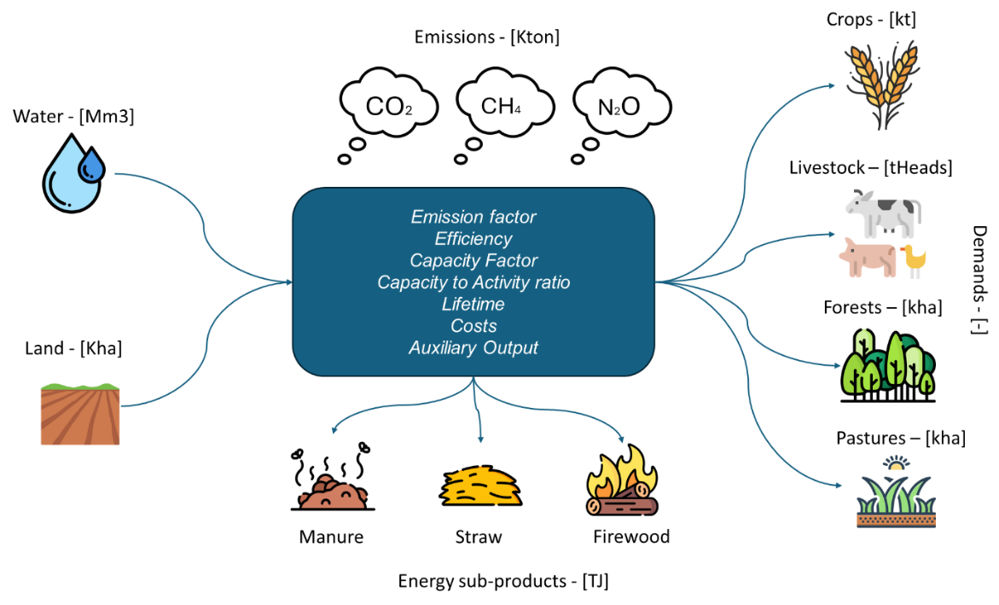 Emissions - [Kton]
CO2
CH4
N2O
Water - [Mm3]
Land - [Kha]
Emission factor
Efficiency
Capacity Factor
Capacity to Activity ratio
Lifetime
Costs
Auxiliary Output
Crops - [kt]
Livestock – [tHeads]
Forests – [kha]
Pastures – [kha]
Demands - [-]
Manure
Straw
Firewood
Energy sub-products - [TJ]